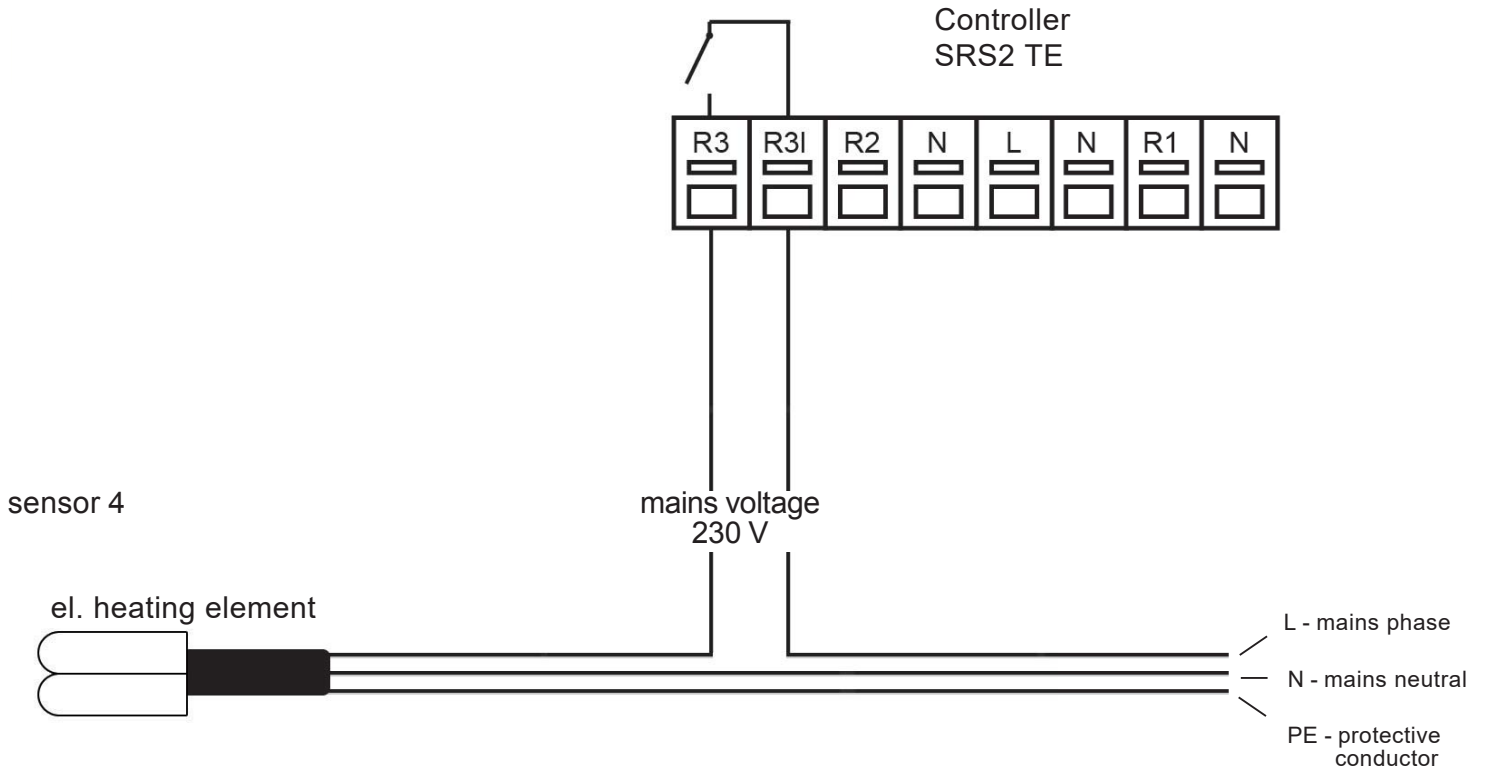 Controller
SRS2 TE
R3 R3I R2 N L N R1 N
sensor 4
mains voltage
230 V
el. heating element
L - mains phase
N - mains neutral
PE - protective
conductor